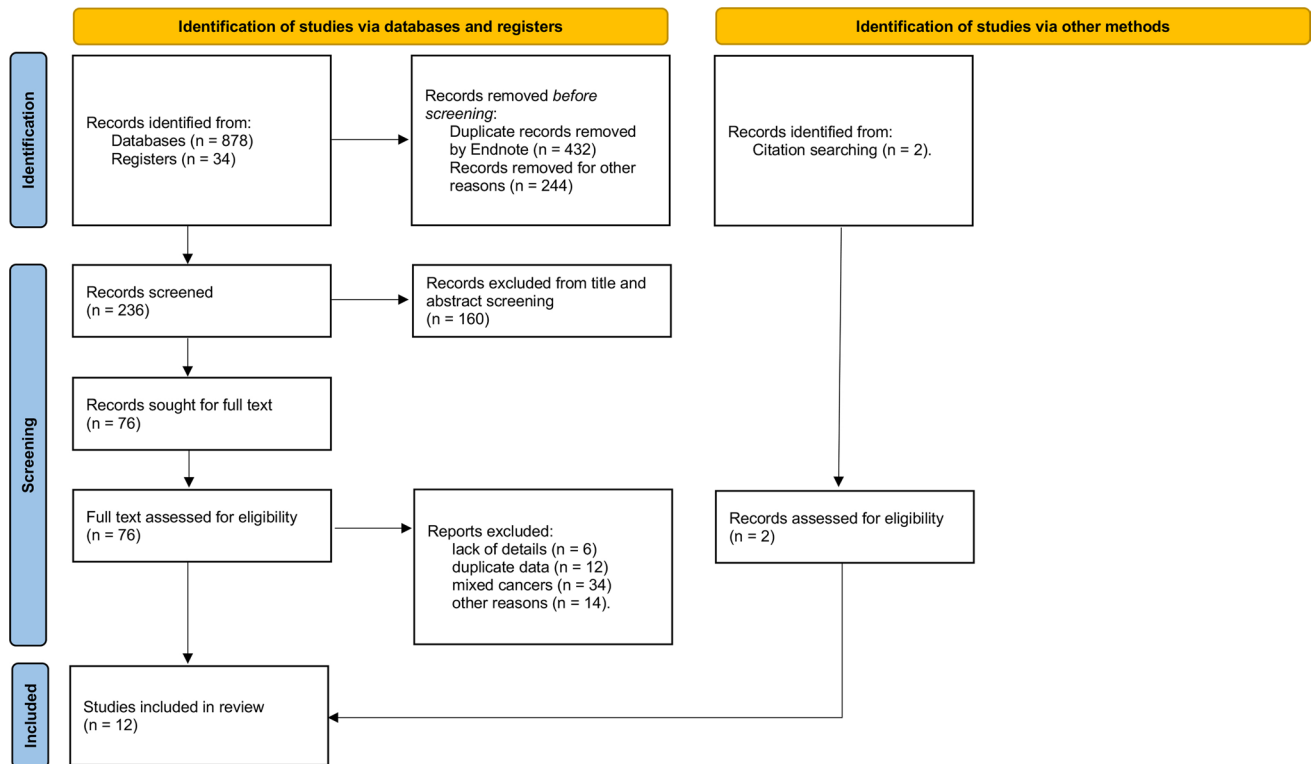 Identification of studies via databases and registers
Identification of studies via other methods
Identification
Records identified from:
Databases (n = 878)
Registers (n = 34)
Records removed before
screening:
Duplicate records removed
by Endnote (n = 432)
Records removed for other
reasons (n = 244)
Records identified from:
Citation searching (n = 2).
Screening
Records screened
(n = 236)
Records excluded from title and
abstract screening
(n = 160)
Records sought for full text
(n = 76)
Full text assessed for eligibility
(n = 76)
Reports excluded:
lack of details (n = 6)
duplicate data (n = 12)
mixed cancers (n = 34)
other reasons (n = 14).
Records assessed for eligibility
(n = 2)
Included
Studies included in review
(n = 12)